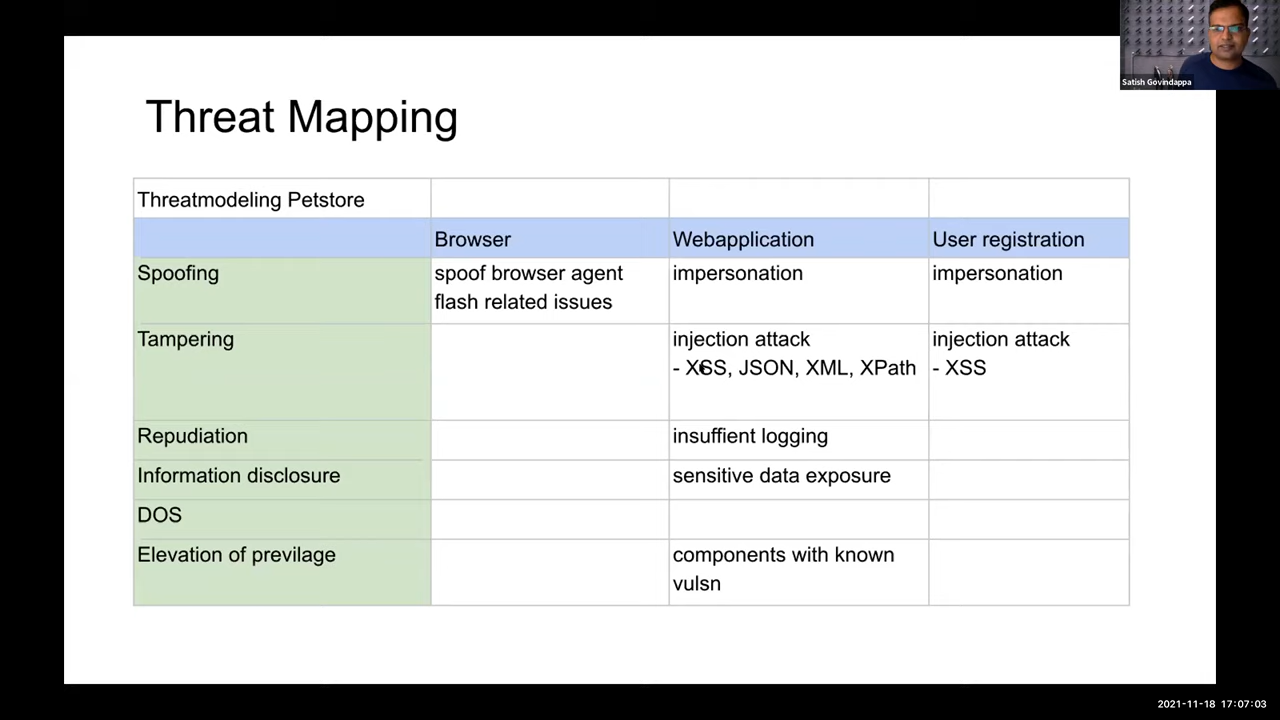 Satish Govindappa
Threat Mapping
Threatmodeling Petstore
Browser Webapplication User registration
Spoofing spoof browser agent impersonation impersonation
flash related issues
Tampering injection attack injection attack
- XSS, JSON, XML, XPath - XSS
Repudiation insuffient logging
Information disclosure sensitive data exposure
DOS
Elevation of previlage components with known
vulsn
2021-11-18 17:07:03